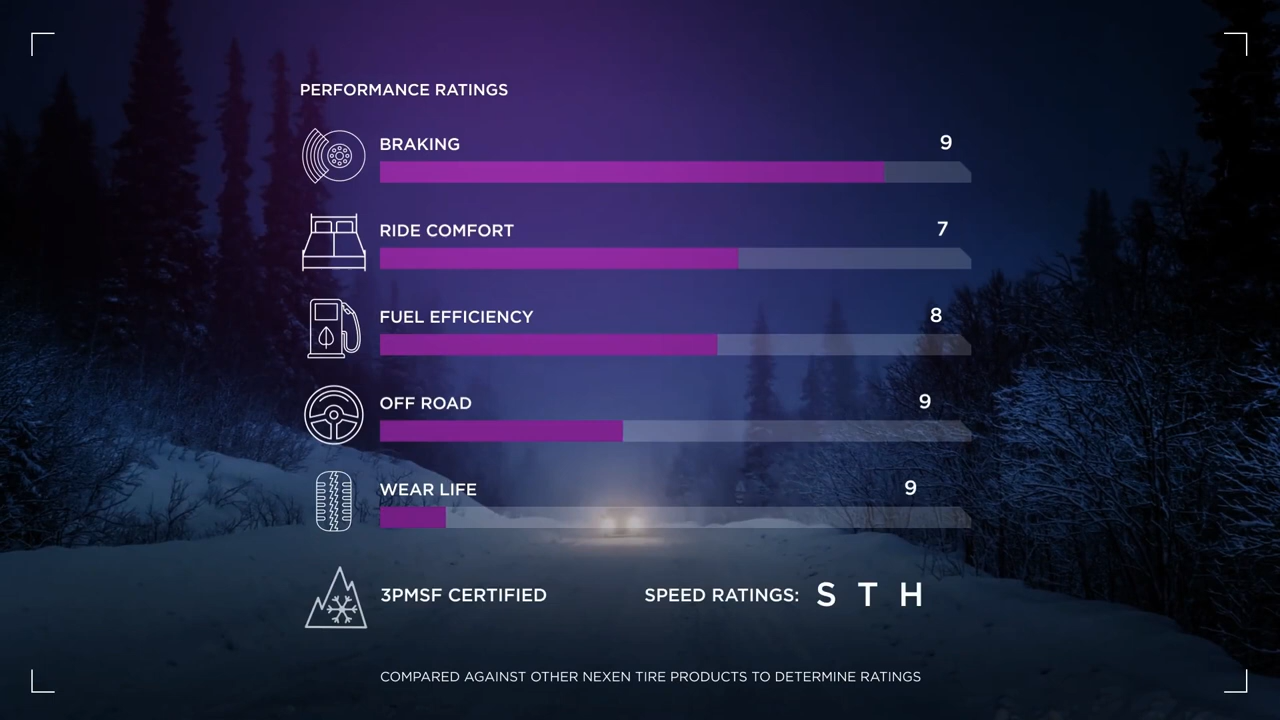 PERFORMANCE RATINGS
BRAKING 9
RIDE COMFORT 7
FUEL EFFICIENCY 8
OFF ROAD 9
WEAR LIFE 9
3PMSF CERTIFIED SPEED RATINGS: S T H
COMPARED AGAINST OTHER NEXEN TIRE PRODUCTS TO DETERMINE RATINGS